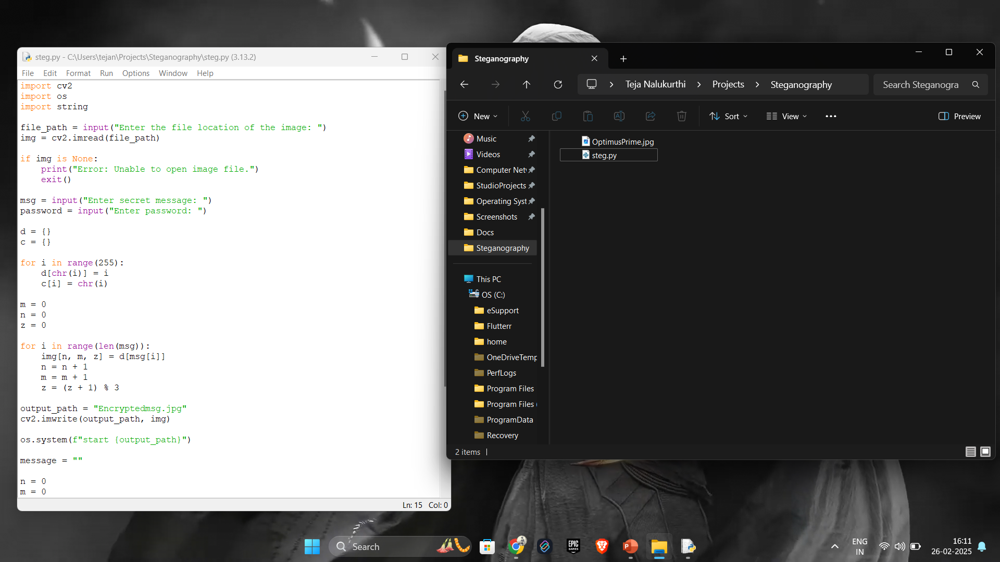 steg.py - C:\Users\tejan\Projects\Steganography\steg.py (3.13.2)
File Edit Format Run Options Window Help
import cv2
import os
import string
file_path = input("Enter the file location of the image: ")
img = cv2.imread(file_path)
if img is None:
    print("Error: Unable to open image file.")
    exit()
msg = input("Enter secret message: ")
password = input("Enter password: ")
d = {}
c = {}
for i in range(255):
    d[chr(i)] = i
    c[i] = chr(i)
m = 0
n = 0
z = 0
for i in range(len(msg)):
    img[n, m, z] = d[msg[i]]
    n = n + 1
    m = m + 1
    z = (z + 1) % 3
output_path = "Encryptedmsg.jpg"
cv2.imwrite(output_path, img)
os.system(f"start {output_path}")
message = ""
n = 0
m = 0
Ln: 15 Col: 0
Steganography
Teja Nalukurthi > Projects > Steganography
Search Steganogra
New
Sort
View
Preview
Music
Videos
Computer Net
StudioProjects
Operating Syst
Screenshots
Docs
Steganography
This PC
OS (C:)
eSupport
Flutterr
home
OneDriveTemp
PerfLogs
Program Files
Program Files (
ProgramData
Recovery
OptimusPrime.jpg
steg.py
2 items
Search
EPIC
GAMES
ENG
IN
16:11
26-02-2025